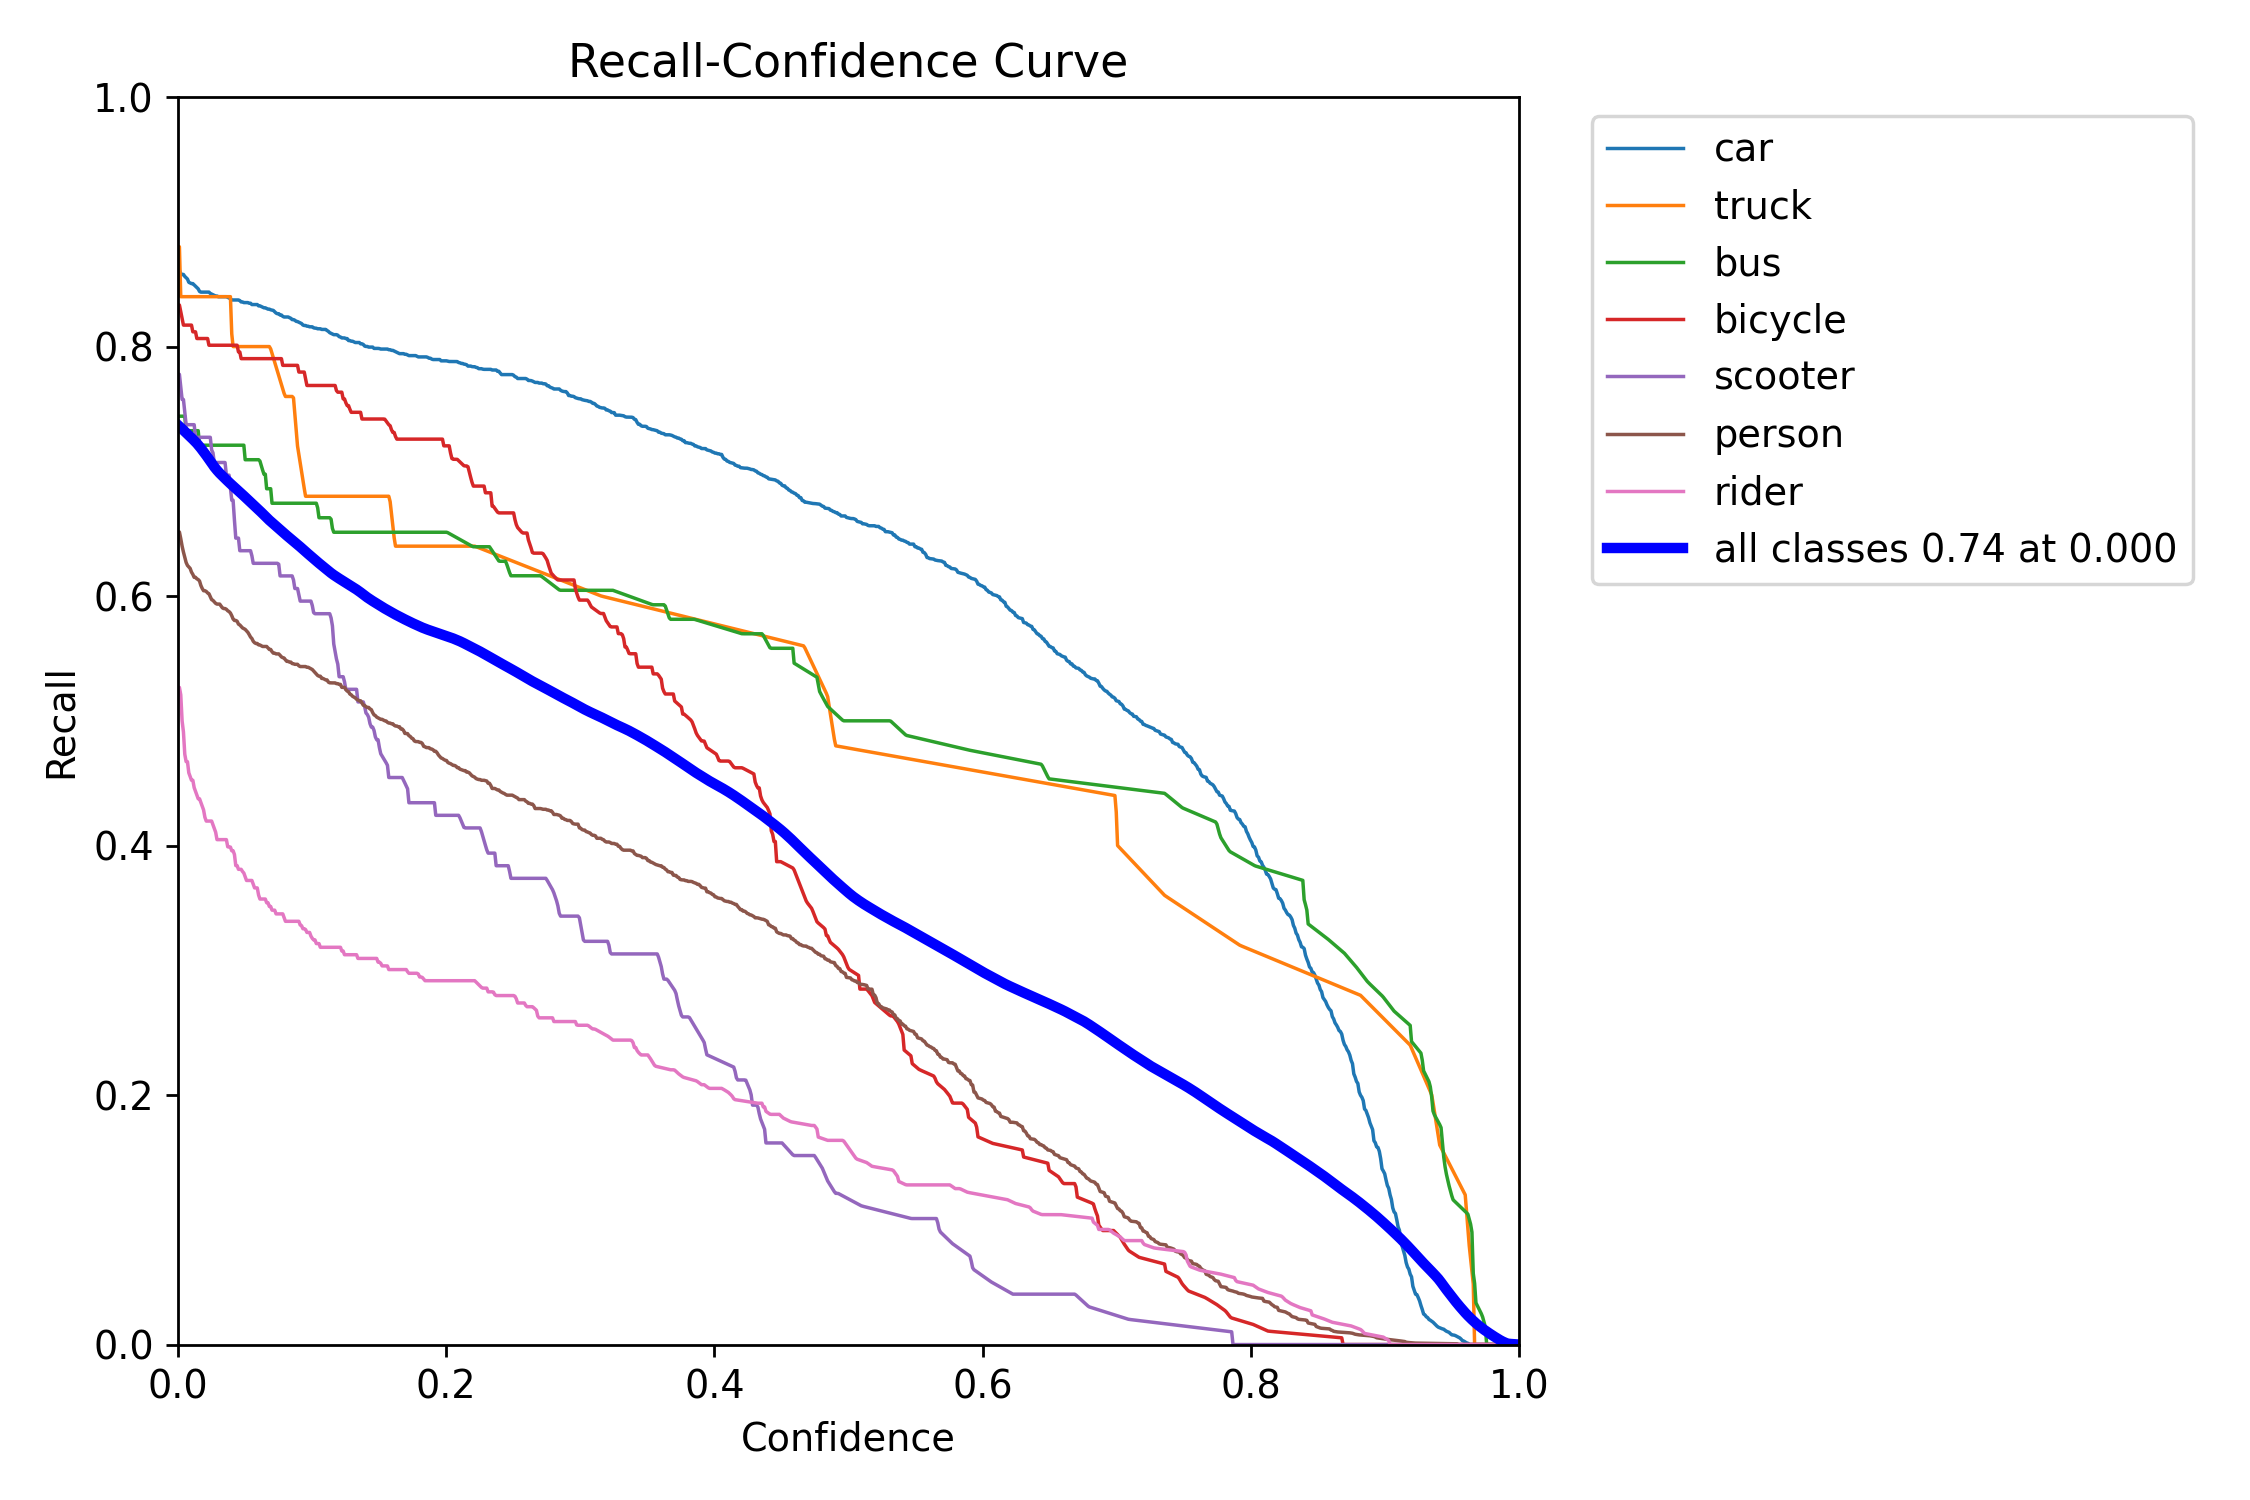 Recall-Confidence Curve
1.0
0.8
0.6
0.4
0.2
0.0
Recall
0.0 0.2 0.4 0.6 0.8 1.0
Confidence
car
truck
bus
bicycle
scooter
person
rider
all classes 0.74 at 0.000